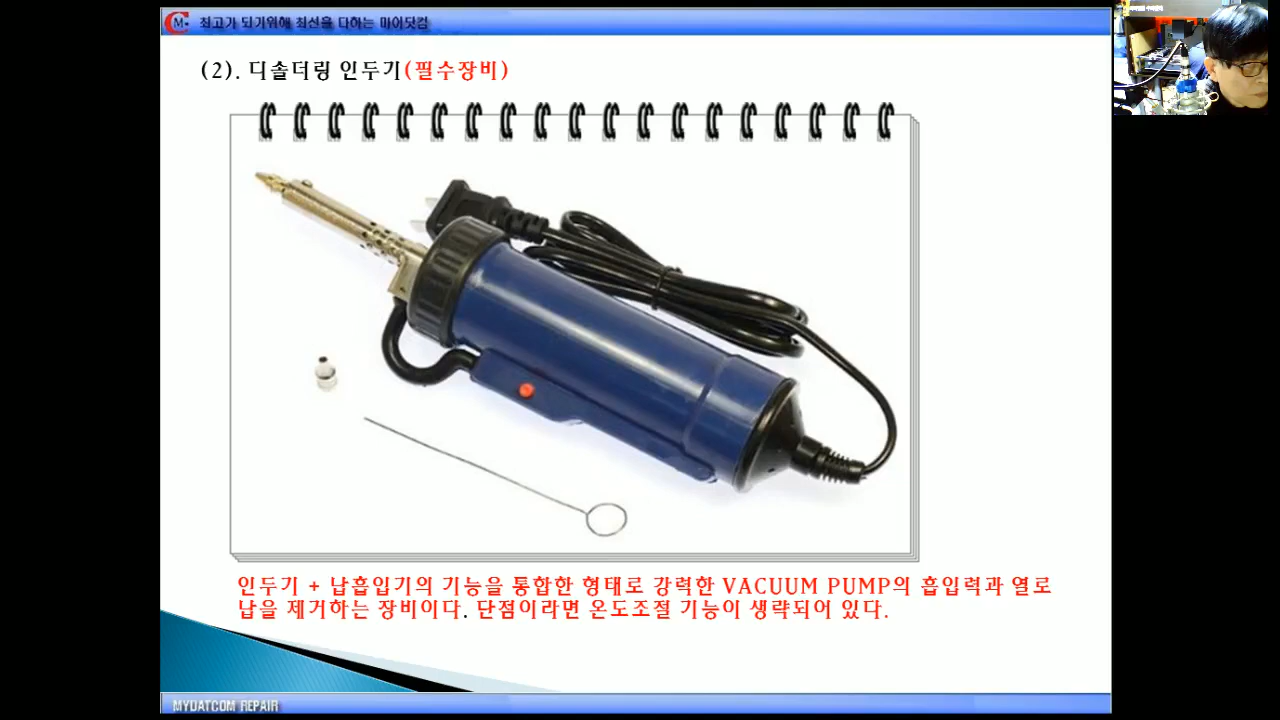 최고가 되기위해 최선을 다하는 마이닷컴
(2). 디솔더링 인두기(필수장비)
인두기 + 납흡입기의 기능을 통합한 형태로 강력한 VACUUM PUMP의 흡입력과 열로
납을 제거하는 장비이다. 단점이라면 온도조절 기능이 생략되어 있다.
MYDATCOM REPAIR